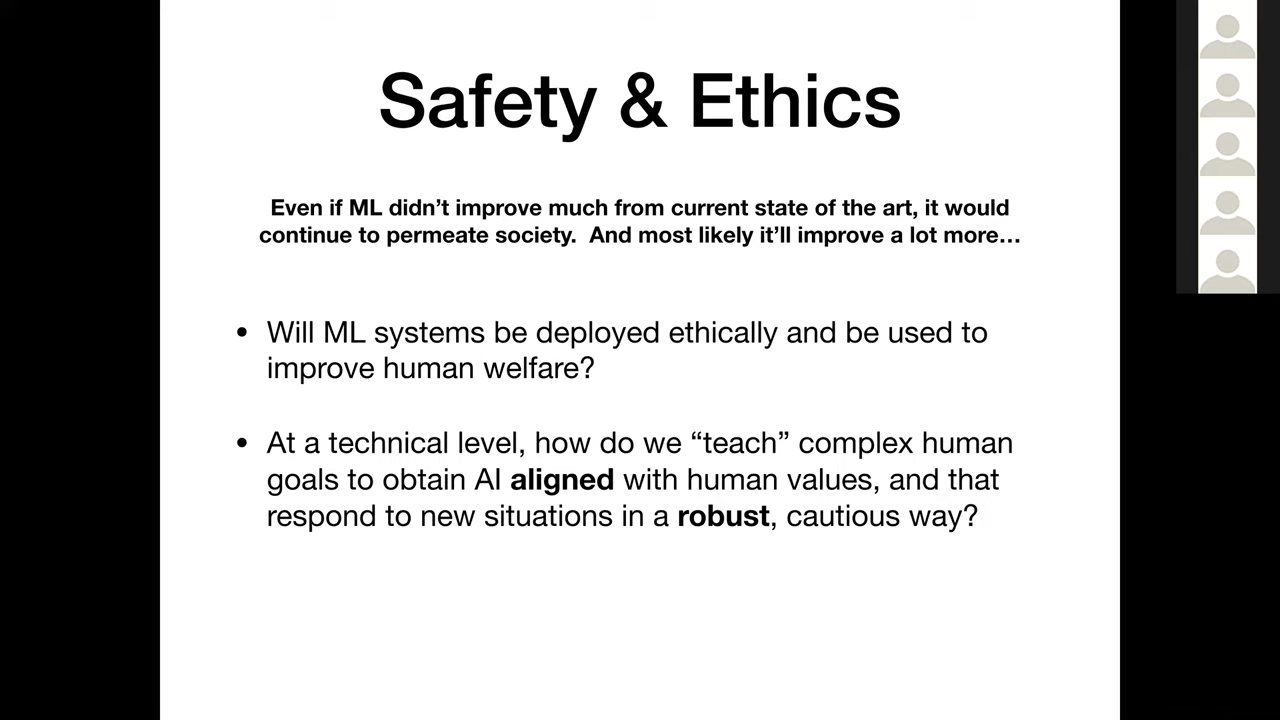 Safety & Ethics
Even if ML didn’t improve much from current state of the art, it would
continue to permeate society.  And most likely it’ll improve a lot more…
• Will ML systems be deployed ethically and be used to
improve human welfare?
• At a technical level, how do we “teach” complex human
goals to obtain AI aligned with human values, and that
respond to new situations in a robust, cautious way?